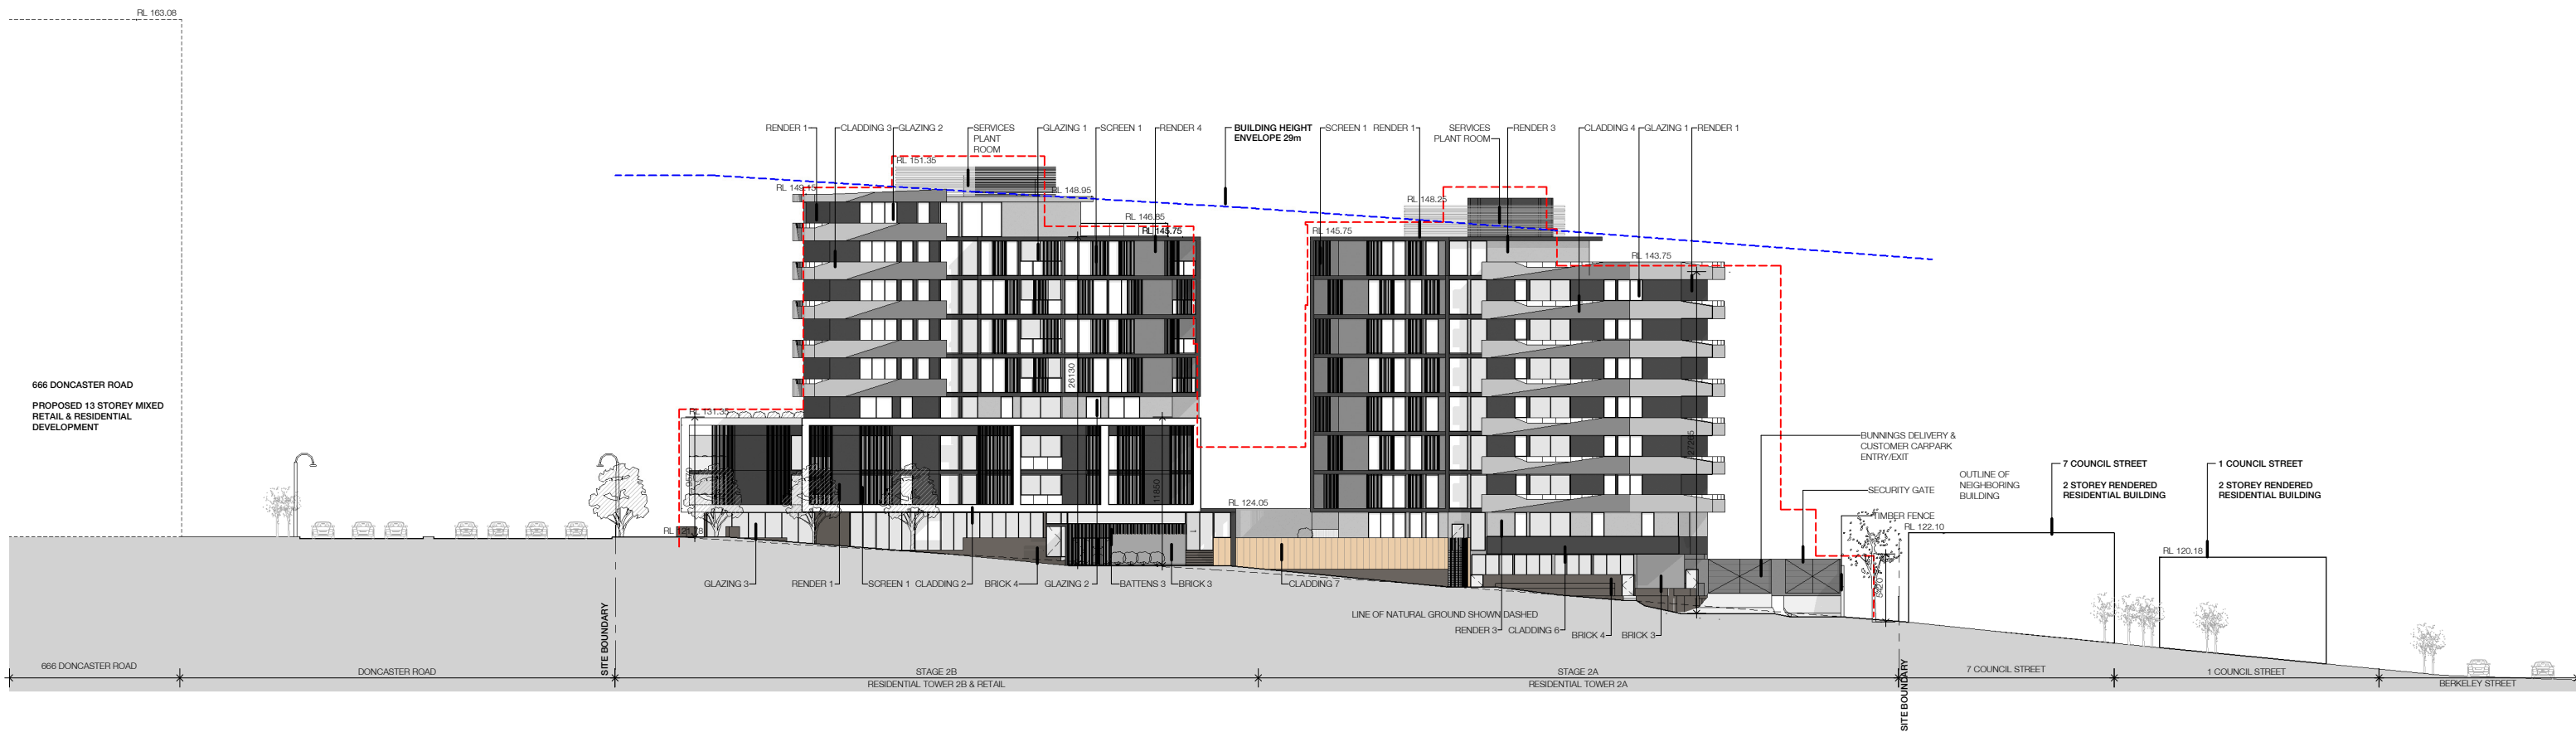 RL 163.08
RENDER 1
CLADDING 3
GLAZING 2
SERVICES
PLANT
ROOM
GLAZING 1
SCREEN 1
RENDER 4
BUILDING HEIGHT
ENVELOPE 29m
SCREEN 1
RENDER 1
SERVICES
PLANT ROOM
RENDER 3
CLADDING 4
GLAZING 1
RENDER 1
RL 151.35
RL 149.15
RL 148.95
RL 146.85
RL 145.75
RL 148.25
RL 145.75
RL 143.75
666 DONCASTER ROAD
PROPOSED 13 STOREY MIXED
RETAIL & RESIDENTIAL
DEVELOPMENT
26130
RL 131.35
11850
27265
BUNNINGS DELIVERY &
CUSTOMER CARPARK
ENTRY/EXIT
SECURITY GATE
TIMBER FENCE
OUTLINE OF
NEIGHBORING
BUILDING
7 COUNCIL STREET
2 STOREY RENDERED
RESIDENTIAL BUILDING
1 COUNCIL STREET
2 STOREY RENDERED
RESIDENTIAL BUILDING
RL 124.05
RL 122.10
RL 120.18
GLAZING 3
RENDER 1
SCREEN 1
CLADDING 2
BRICK 4
GLAZING 2
BATTENS 3
BRICK 3
CLADDING 7
LINE OF NATURAL GROUND SHOWN DASHED
RENDER 3
CLADDING 6
BRICK 4
BRICK 3
SITE BOUNDARY
SITE BOUNDARY
666 DONCASTER ROAD
DONCASTER ROAD
STAGE 2B
RESIDENTIAL TOWER 2B & RETAIL
STAGE 2A
RESIDENTIAL TOWER 2A
7 COUNCIL STREET
1 COUNCIL STREET
BERKELEY STREET